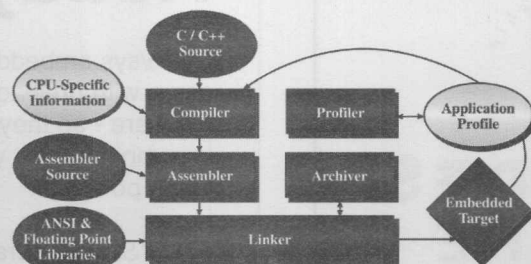 C / C++
Source
CPU-Specific
Information
Compiler
Profiler
Application
Profile
Assembler
Source
Assembler
Archiver
Embedded
Target
ANSI &
Floating Point
Libraries
Linker